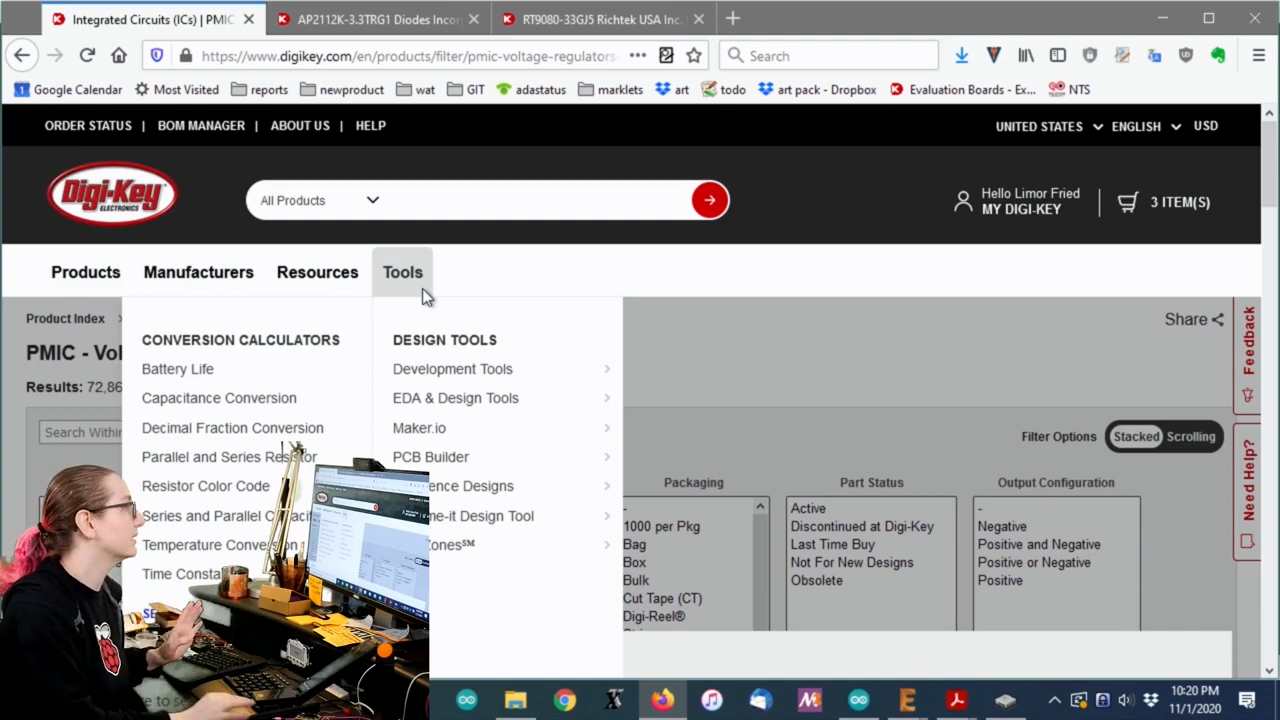 Integrated Circuits (ICs) | PMIC
AP2112K-3.3TRG1 Diodes Incor
RT9080-33GJ5 Richtek USA Inc.
https://www.digikey.com/en/products/filter/pmic-voltage-regulators-
Search
Google Calendar
Most Visited
reports
newproduct
wat
GIT
adastatus
marklets
art
todo
art pack - Dropbox
Evaluation Boards - Ex...
NTS
ORDER STATUS | BOM MANAGER | ABOUT US | HELP
UNITED STATES ENGLISH USD
Digi-Key
ELECTRONICS
All Products
Hello Limor Fried
MY DIGI-KEY
3 ITEM(S)
Products Manufacturers Resources Tools
Product Index
Share
PMIC - Vol
Results: 72,86
Search Within
CONVERSION CALCULATORS
Battery Life
Capacitance Conversion
Decimal Fraction Conversion
Parallel and Series Resistor
Resistor Color Code
Series and Parallel Capaci
Temperature Conversion
Time Consta
SE
DESIGN TOOLS
Development Tools
EDA & Design Tools
Maker.io
PCB Builder
ence Designs
ne-it Design Tool
tones℠
Filter Options
Stacked Scrolling
Packaging
-
1000 per Pkg
Bag
Box
Bulk
Cut Tape (CT)
Digi-Reel®
Part Status
Active
Discontinued at Digi-Key
Last Time Buy
Not For New Designs
Obsolete
Output Configuration
-
Negative
Positive and Negative
Positive or Negative
Positive
Feedback
Need Help?
10:20 PM
11/1/2020